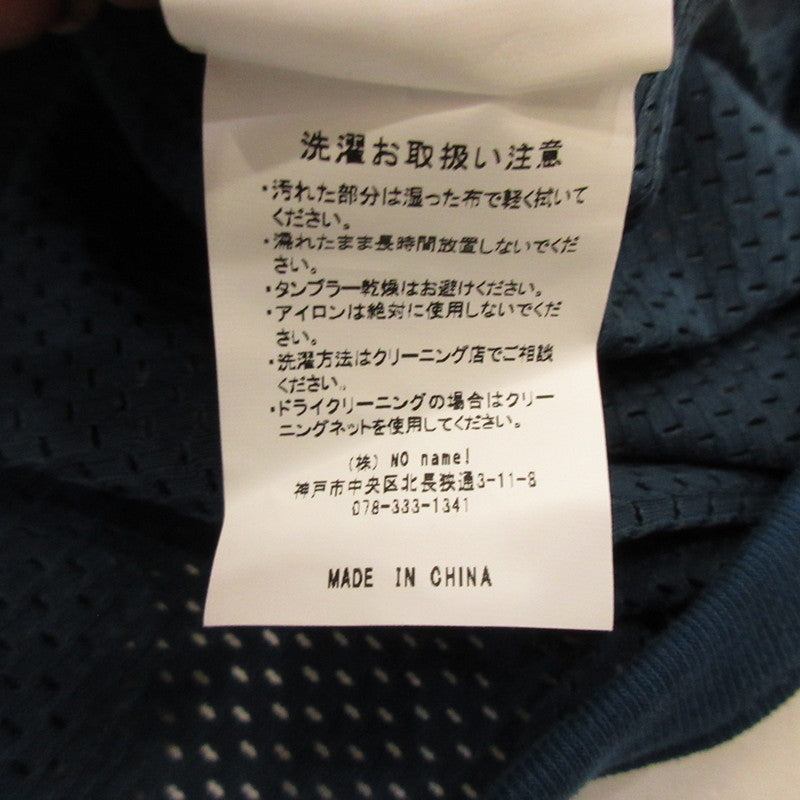 洗濯お取扱い注意
・汚れた部分は湿った布で軽く拭いて
ください。
・濡れたまま長時間放置しないでくだ
さい。
・タンブラー乾燥はお避けください。
・アイロンは絶対に使用しないでくだ
さい。
・洗濯方法はクリーニング店でご相談
ください。
・ドライクリーニングの場合はクリー
ニングネットを使用してください。
(株) NO name!
神戸市中央区北長狭通3-11-8
078-333-1341
MADE IN CHINA